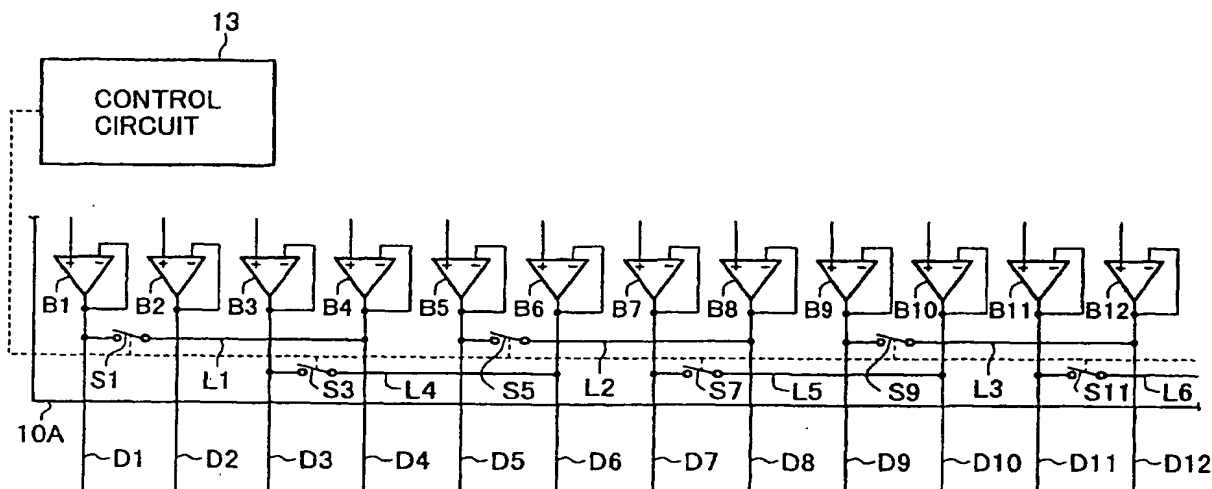 13
CONTROL
CIRCUIT
+ - + - + - + - + - + - + - + - + - + - + - + -
B1 B2 B3 B4 B5 B6 B7 B8 B9 B10 B11 B12
S1 L1 S3 L4 S5 L2 S7 L5 S9 L3 S11 L6
10A
D1 D2 D3 D4 D5 D6 D7 D8 D9 D10 D11 D12